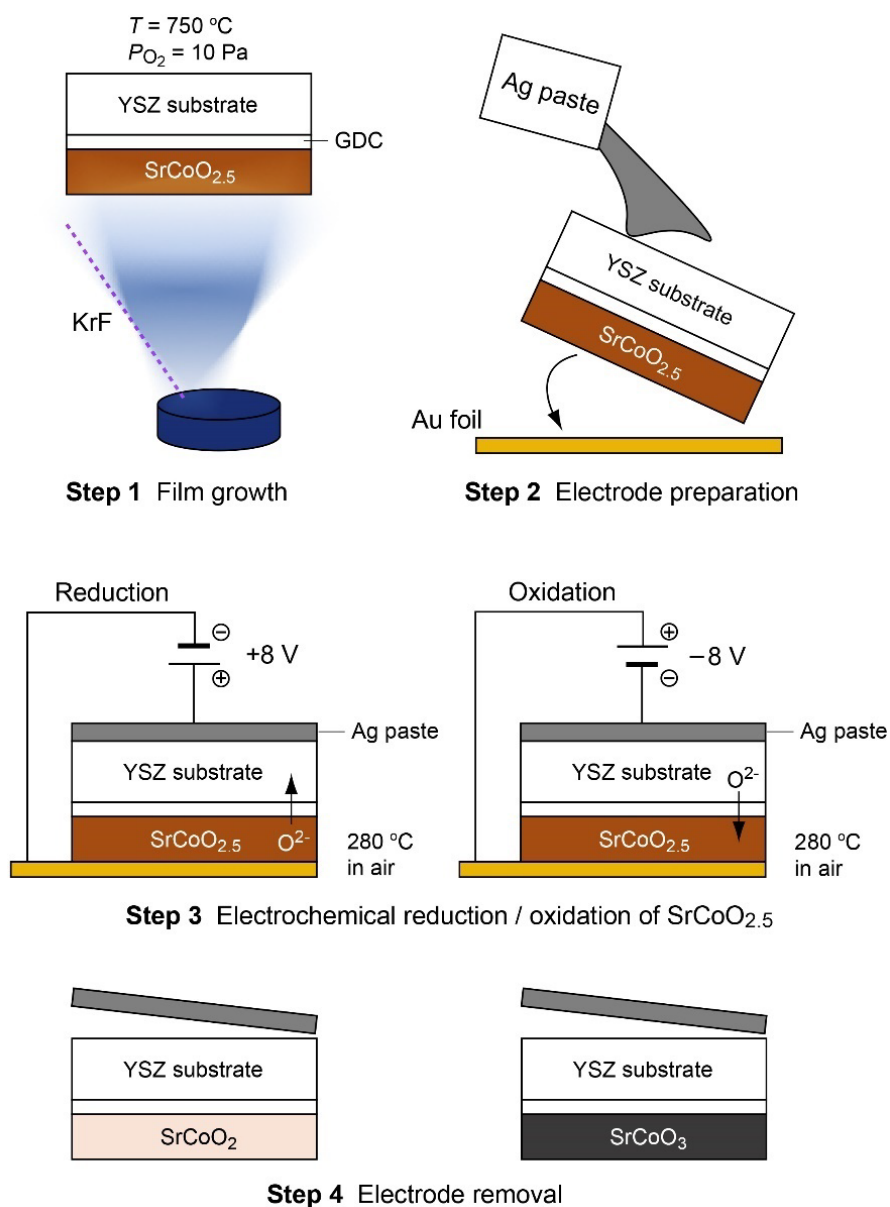 T = 750 °C
P_O₂ = 10 Pa
YSZ substrate
GDC
SrCoO₂.₅
KrF
Step 1 Film growth
Ag paste
YSZ substrate
SrCoO₂.₅
Au foil
Step 2 Electrode preparation
Reduction
⊖
+8 V
⊕
Ag paste
YSZ substrate
SrCoO₂.₅
O²⁻
280 °C
in air
Oxidation
⊕
−8 V
⊖
Ag paste
YSZ substrate
O²⁻
SrCoO₂.₅
280 °C
in air
Step 3 Electrochemical reduction / oxidation of SrCoO₂.₅
YSZ substrate
SrCoO₂
YSZ substrate
SrCoO₃
Step 4 Electrode removal